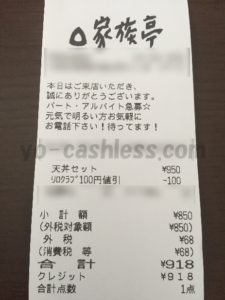 家族亭
本日はご来店いただき、
誠にありがとうございます。
パート・アルバイト急募☆
元気で明るい方お気軽に
お電話下さい！待ってます！
yo-cashless.com
天丼セット ¥950
リロクラブ100円値引 -100
小計額 ¥850
(外税対象額 ¥850)
外税 ¥68
(消費税等 ¥68)
合計 ¥918
クレジット ¥918
合計点数 1点